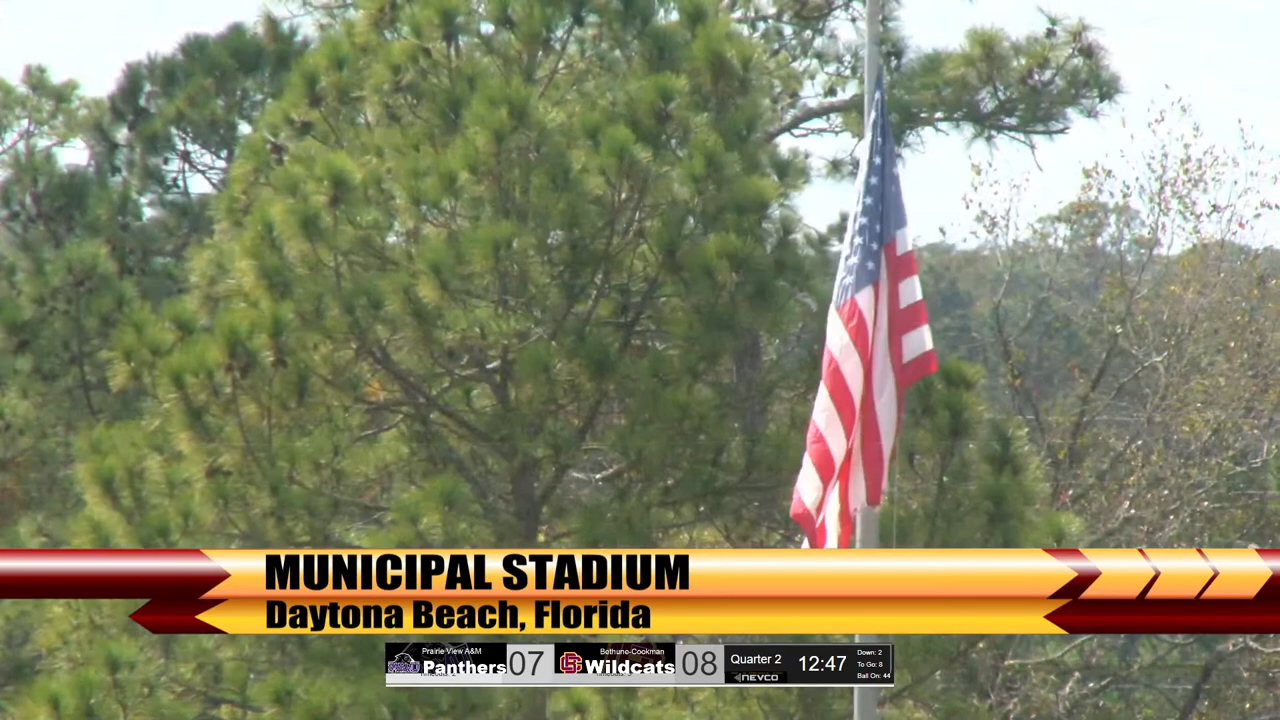 MUNICIPAL STADIUM
Daytona Beach, Florida
Prairie View A&M
Panthers
07
Bethune-Cookman
Wildcats
08
Quarter 2
NEVCO
12:47
Down: 2
To Go: 8
Ball On: 44